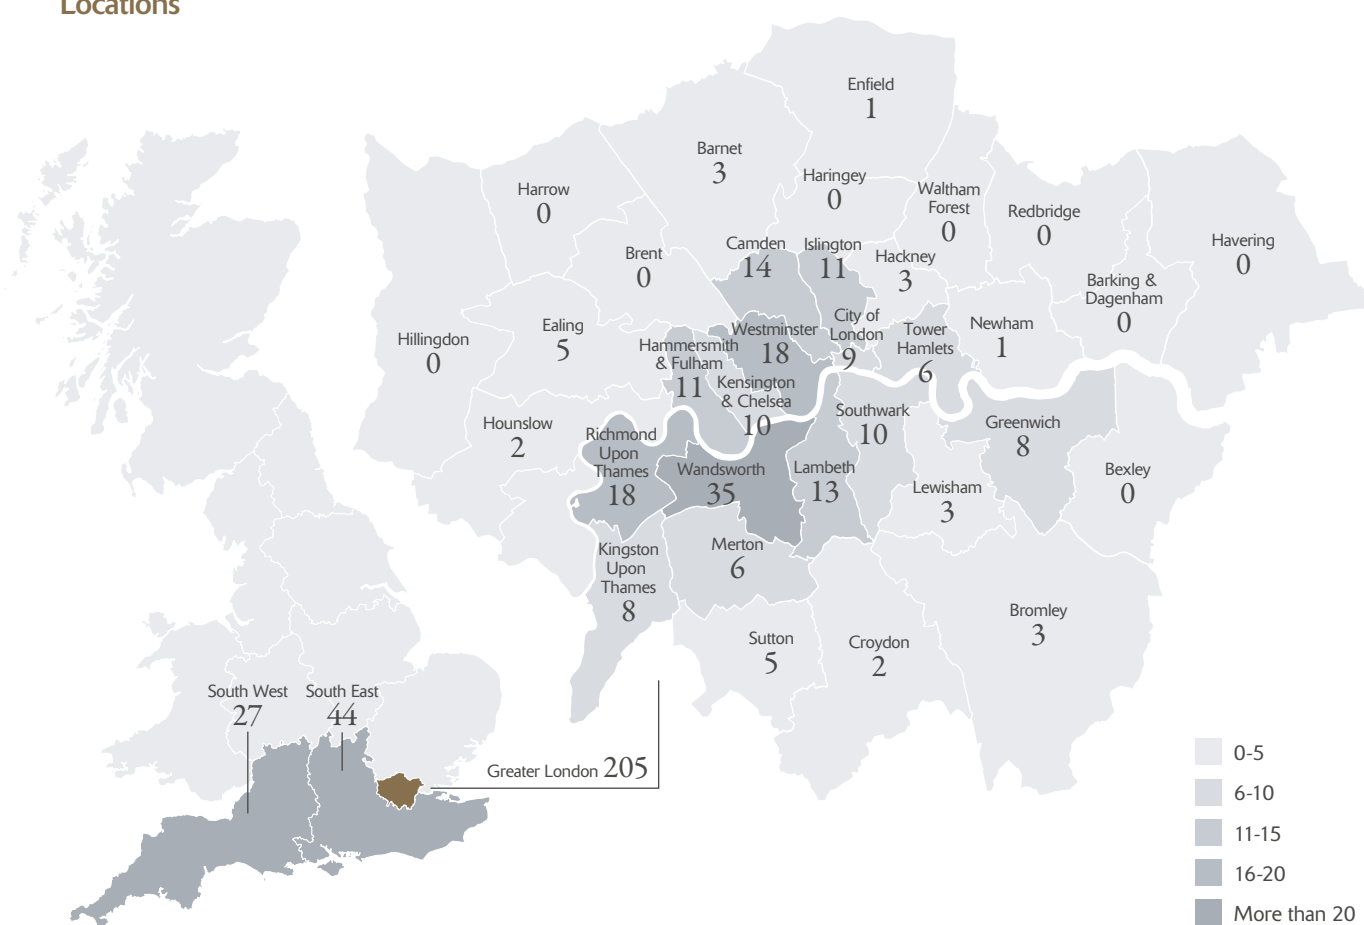 Locations
Enfield
1
Barnet
3
Haringey
0
Waltham
Forest
0
Harrow
0
Redbridge
0
Havering
0
Brent
0
Camden
14
Islington
11
Hackney
3
Barking &
Dagenham
0
Hillingdon
0
Ealing
5
Hammersmith
& Fulham
11
Westminster
18
City of
London
9
Tower
Hamlets
6
Newham
1
Kensington
& Chelsea
10
Hounslow
2
Richmond
Upon
Thames
18
Wandsworth
35
Lambeth
13
Southwark
10
Greenwich
8
Lewisham
3
Bexley
0
Kingston
Upon
Thames
8
Merton
6
Sutton
5
Croydon
2
Bromley
3
South West
27
South East
44
Greater London 205
0-5
6-10
11-15
16-20
More than 20